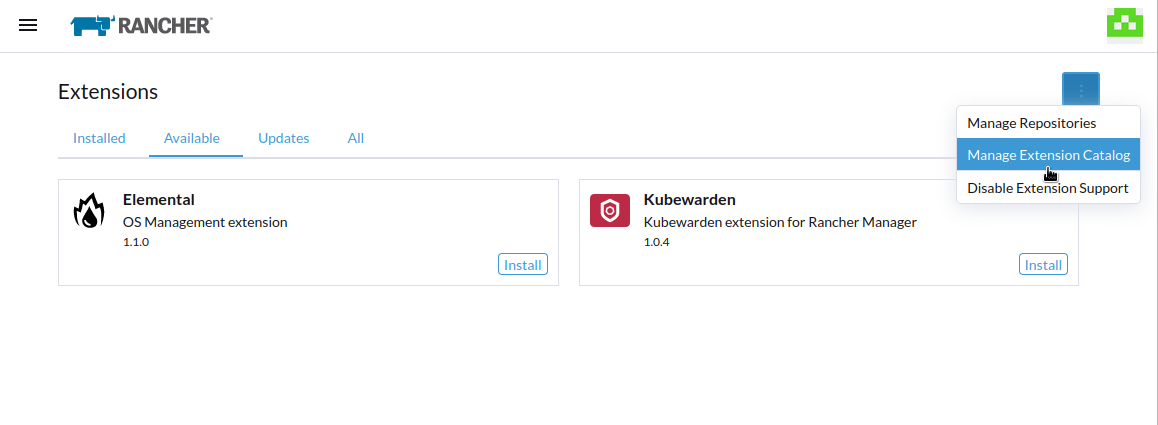 RANCHER
Extensions
Manage Repositories
Installed Available Updates All
Manage Extension Catalog
Disable Extension Support
Elemental
OS Management extension
1.1.0
Install
Kubewarden
Kubewarden extension for Rancher Manager
1.0.4
Install